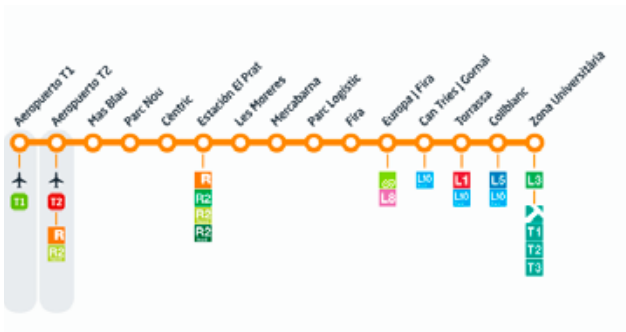 Aeropuerto T1
Aeropuerto T2
Mas Blau
Parc Nou
Cèntric
Estación El Prat
Les Moreres
Mercabarna
Parc Logístic
Fira
Europa | Fira
Can Tries | Gornal
Torrassa
Collblanc
Zona Universitària
T1
T2
R
R2
R
R2
R2
R2
L8
L10
L1
L10
L5
L10
L3
T1
T2
T3